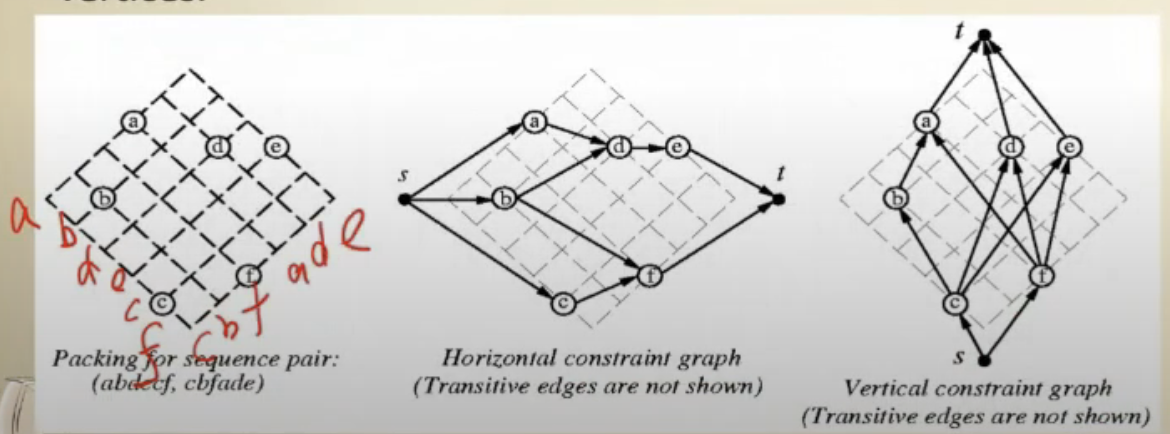 vertices.
a
d
e
b
f
c
a
b
d
e
c
f
c
b
f
a
d
e
Packing for sequence pair:
(abdecf, cbfade)
s
a
d
e
t
b
f
c
Horizontal constraint graph
(Transitive edges are not shown)
t
a
d
e
b
c
f
s
Vertical constraint graph
(Transitive edges are not shown)